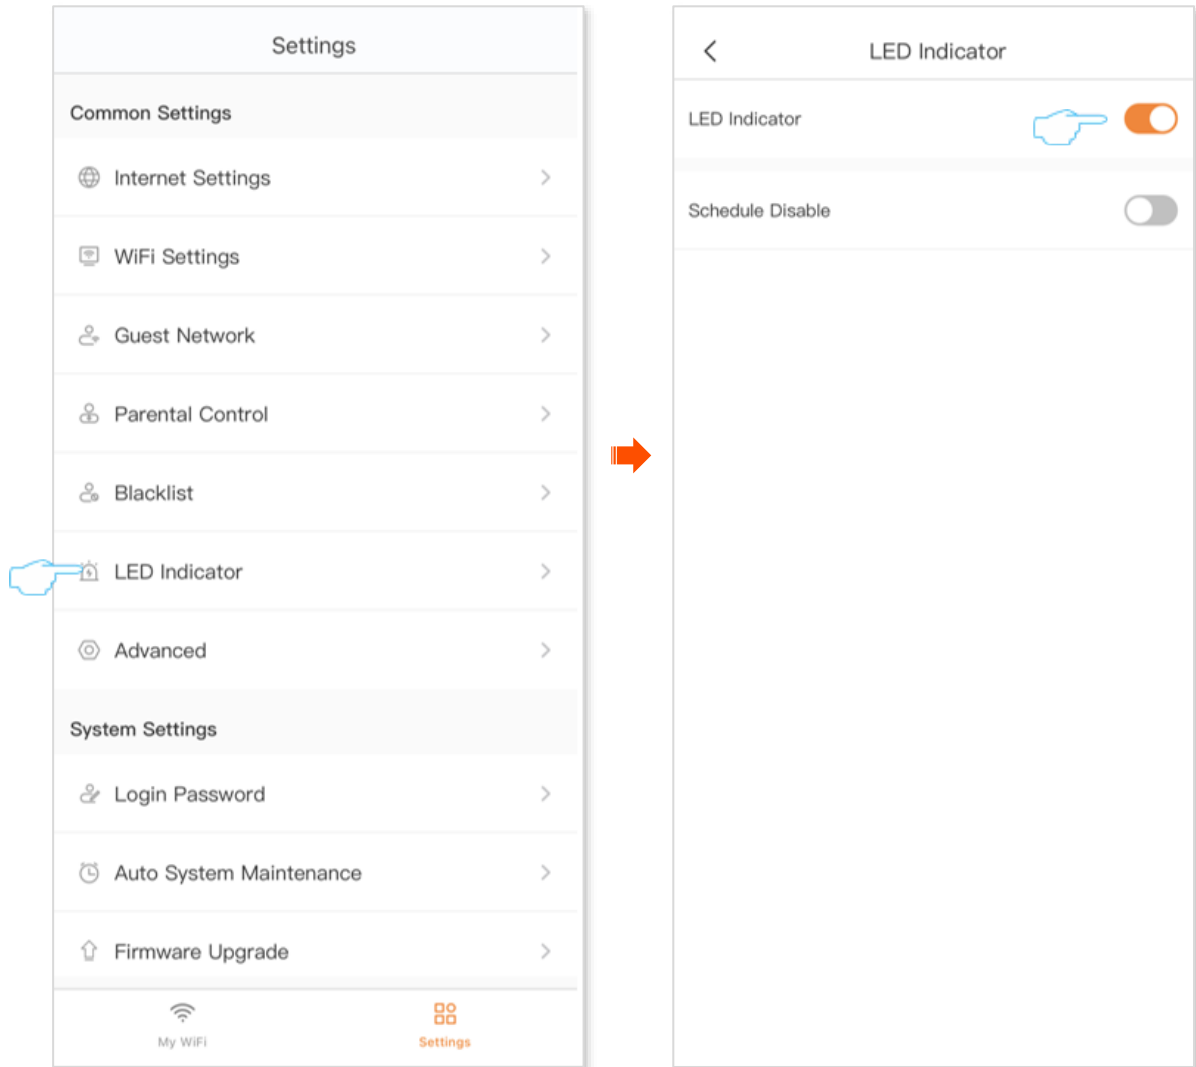 Settings
Common Settings
Internet Settings
WiFi Settings
Guest Network
Parental Control
Blacklist
LED Indicator
Advanced
System Settings
Login Password
Auto System Maintenance
Firmware Upgrade
My WiFi
Settings
LED Indicator
LED Indicator
Schedule Disable